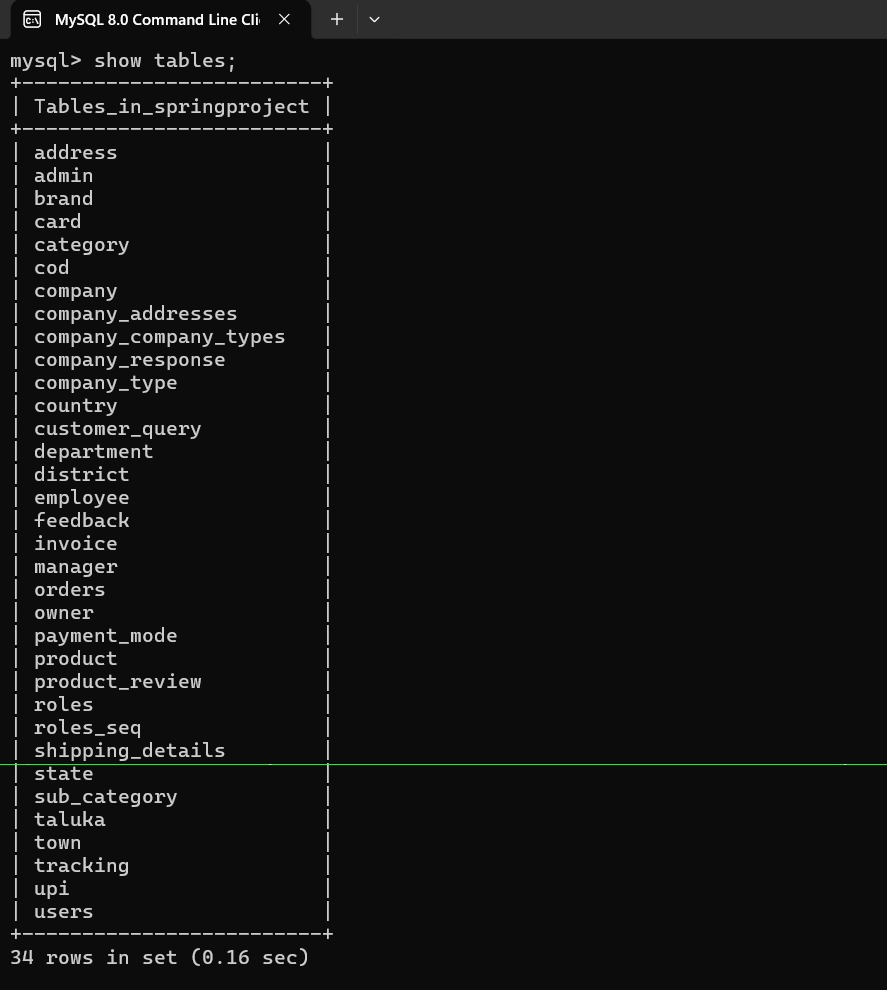 MySQL 8.0 Command Line Cli
mysql> show tables;
+-------------------------+
| Tables_in_springproject |
+-------------------------+
| address                 |
| admin                   |
| brand                   |
| card                    |
| category                |
| cod                     |
| company                 |
| company_addresses       |
| company_company_types   |
| company_response        |
| company_type            |
| country                 |
| customer_query          |
| department              |
| district                |
| employee                |
| feedback                |
| invoice                 |
| manager                 |
| orders                  |
| owner                   |
| payment_mode            |
| product                 |
| product_review          |
| roles                   |
| roles_seq               |
| shipping_details        |
| state                   |
| sub_category            |
| taluka                  |
| town                    |
| tracking                |
| upi                     |
| users                   |
+-------------------------+
34 rows in set (0.16 sec)